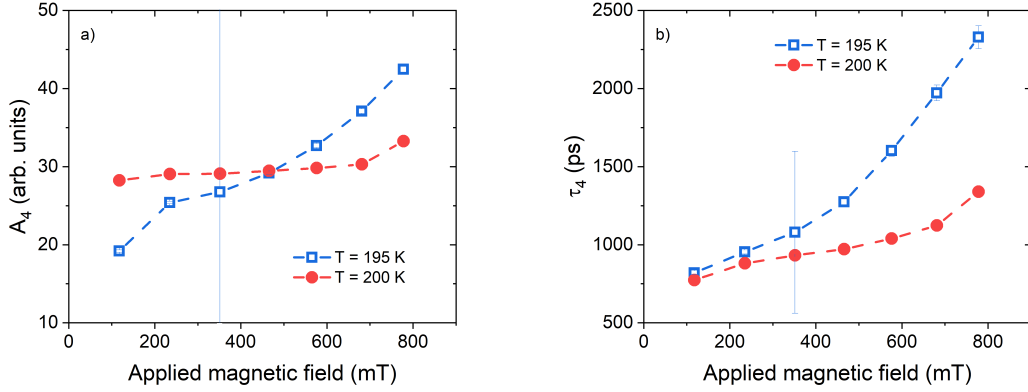 a)
50
40
30
20
10
A4 (arb. units)
T = 195 K
T = 200 K
0 200 400 600 800
Applied magnetic field (mT)
b)
2500
2000
1500
1000
500
τ4 (ps)
T = 195 K
T = 200 K
0 200 400 600 800
Applied magnetic field (mT)